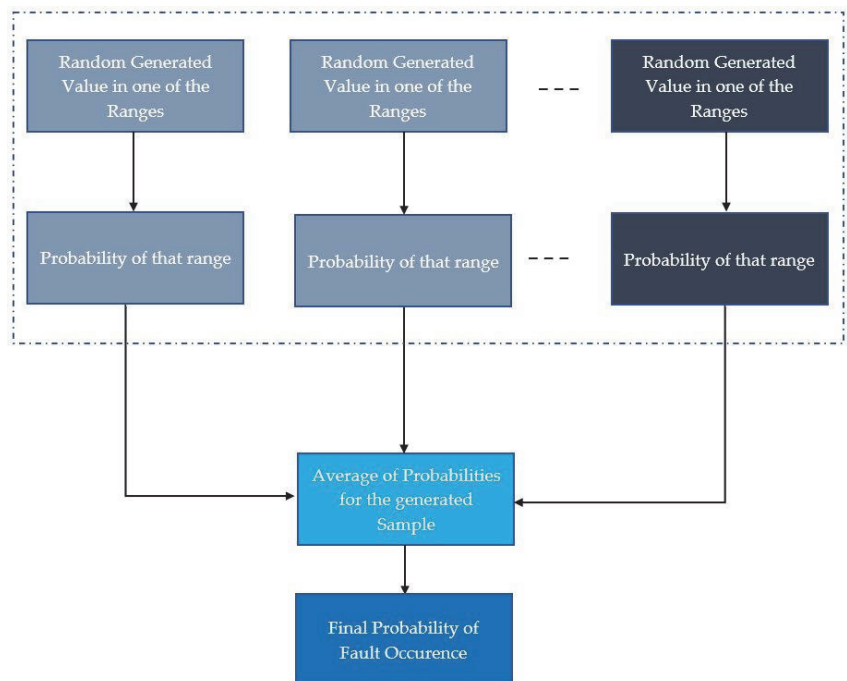 Random Generated
Value in one of the
Ranges
Random Generated
Value in one of the
Ranges
Random Generated
Value in one of the
Ranges
Probability of that range
Probability of that range
Probability of that range
Average of Probabilities
for the generated
Sample
Final Probability of
Fault Occurence